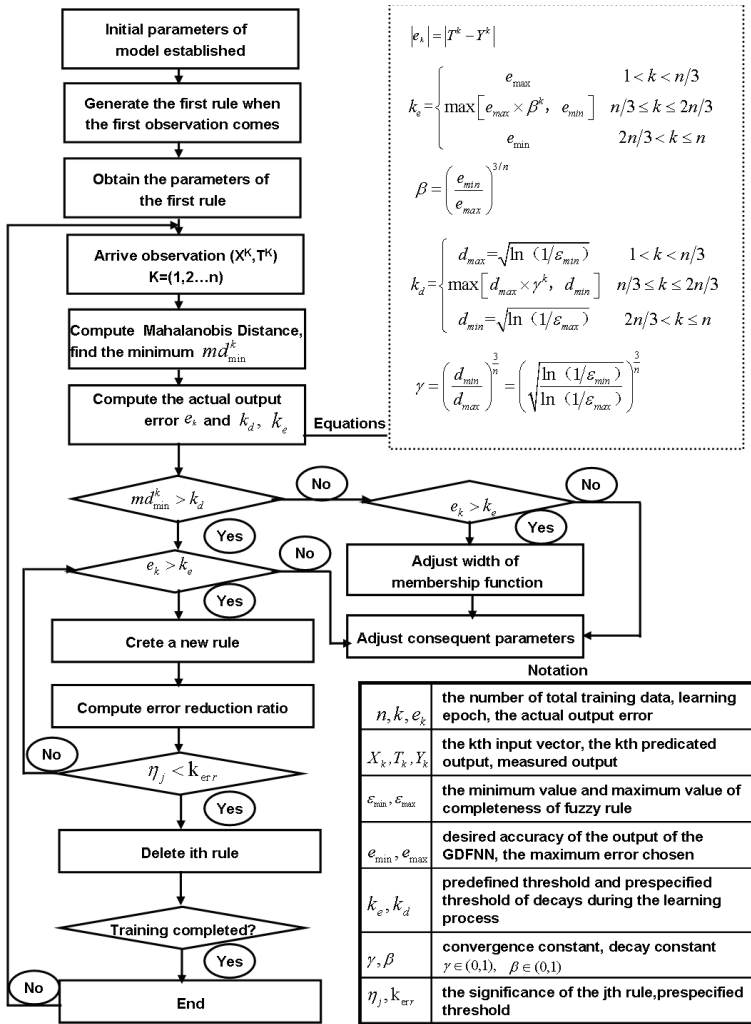 Initial parameters of
model established
Generate the first rule when
the first observation comes
Obtain the parameters of
the first rule
Arrive observation (X^K,T^K)
K=(1,2...n)
Compute Mahalanobis Distance,
find the minimum md^k_min
Compute the actual output
error e_k and k_d, k_e
Equations
|e_k| = |T^k − Y^k|
k_e = { e_max 1 < k < n/3
max[e_max × β^k, e_min] n/3 ≤ k ≤ 2n/3
e_min 2n/3 < k ≤ n
β = (e_min / e_max)^{3/n}
k_d = { d_max = √ln (1/ε_min) 1 < k < n/3
max[d_max × γ^k, d_min] n/3 ≤ k ≤ 2n/3
d_min = √ln (1/ε_max) 2n/3 < k ≤ n
γ = (d_min / d_max)^{3/n} = (√(ln (1/ε_min) / ln (1/ε_max)))^{3/n}
md^k_min > k_d
No
e_k > k_e
No
Yes
Yes
Adjust width of
membership function
e_k > k_e
No
Yes
Adjust consequent parameters
Crete a new rule
Compute error reduction ratio
No
η_j < k_err
Yes
Delete ith rule
Training completed?
No
Yes
End
Notation
n, k, e_k the number of total training data, learning
epoch, the actual output error
X_k, T_k, Y_k the kth input vector, the kth predicated
output, measured output
ε_min, ε_max the minimum value and maximum value of
completeness of fuzzy rule
e_min, e_max desired accuracy of the output of the
GDFNN, the maximum error chosen
k_e, k_d predefined threshold and prespecified
threshold of decays during the learning
process
γ, β convergence constant, decay constant
γ∈(0,1), β∈(0,1)
η_j, k_err the significance of the jth rule,prespecified
threshold